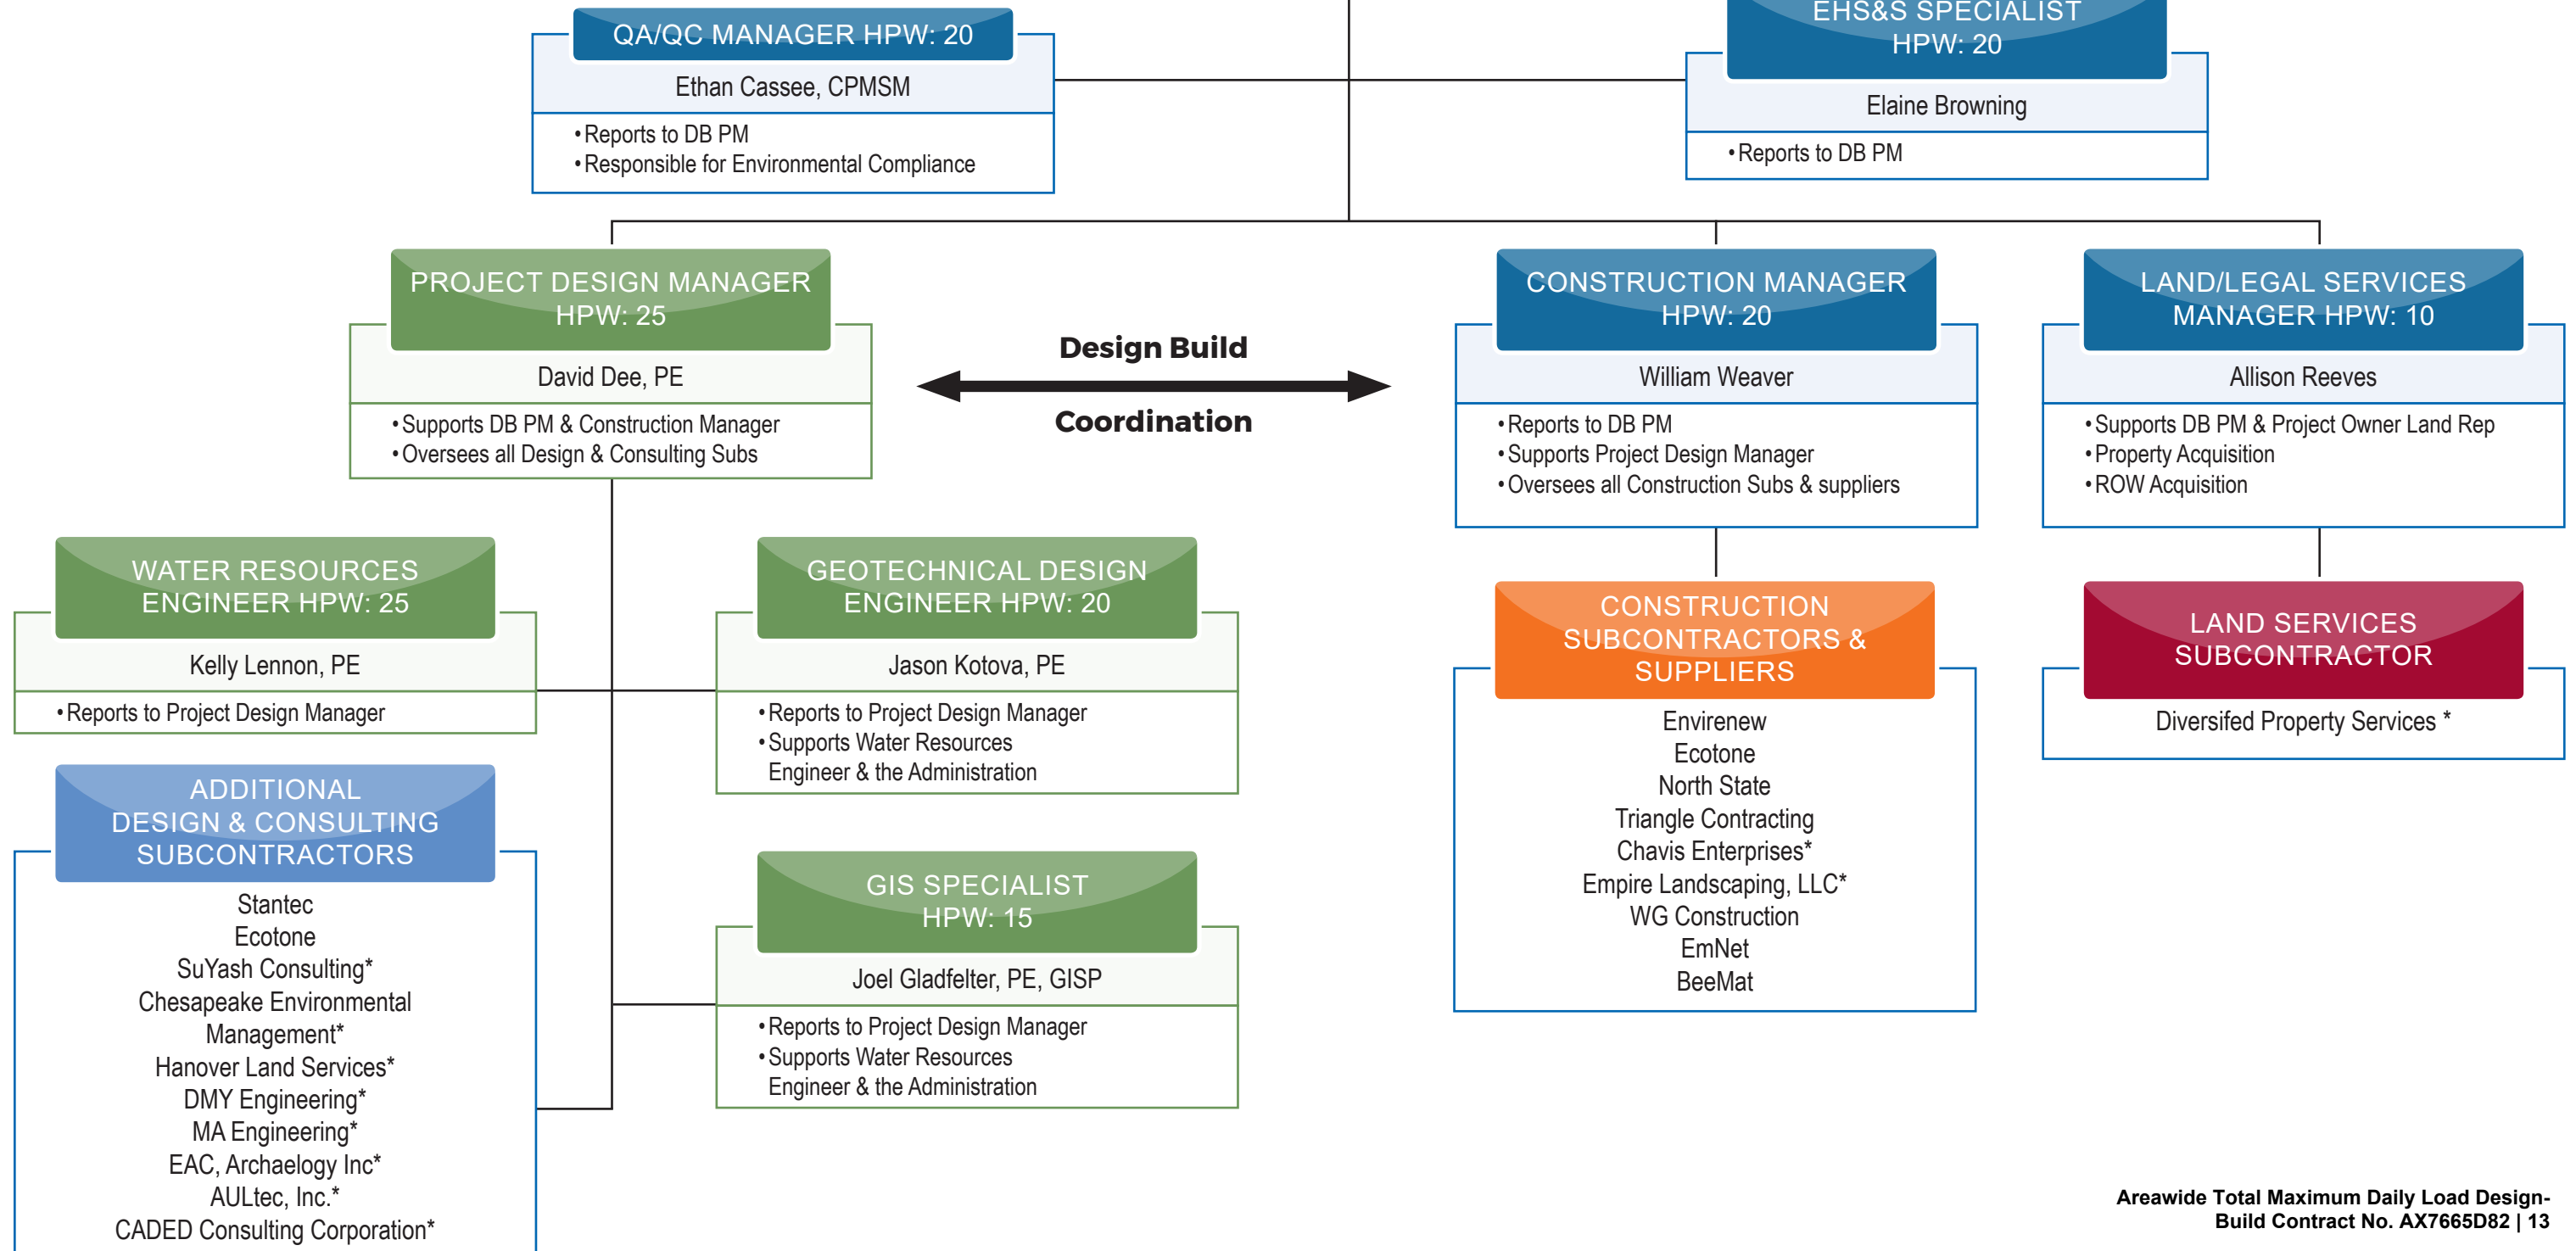 QA/QC MANAGER HPW: 20
Ethan Cassee, CPMSM
•Reports to DB PM
•Responsible for Environmental Compliance
EHS&S SPECIALIST
HPW: 20
Elaine Browning
•Reports to DB PM
PROJECT DESIGN MANAGER
HPW: 25
David Dee, PE
•Supports DB PM & Construction Manager
•Oversees all Design & Consulting Subs
Design Build
Coordination
CONSTRUCTION MANAGER
HPW: 20
William Weaver
•Reports to DB PM
•Supports Project Design Manager
•Oversees all Construction Subs & suppliers
LAND/LEGAL SERVICES
MANAGER HPW: 10
Allison Reeves
•Supports DB PM & Project Owner Land Rep
•Property Acquisition
•ROW Acquisition
WATER RESOURCES
ENGINEER HPW: 25
Kelly Lennon, PE
•Reports to Project Design Manager
GEOTECHNICAL DESIGN
ENGINEER HPW: 20
Jason Kotova, PE
•Reports to Project Design Manager
•Supports Water Resources
Engineer & the Administration
CONSTRUCTION
SUBCONTRACTORS &
SUPPLIERS
Envirenew
Ecotone
North State
Triangle Contracting
Chavis Enterprises*
Empire Landscaping, LLC*
WG Construction
EmNet
BeeMat
LAND SERVICES
SUBCONTRACTOR
Diversifed Property Services *
ADDITIONAL
DESIGN & CONSULTING
SUBCONTRACTORS
Stantec
Ecotone
SuYash Consulting*
Chesapeake Environmental
Management*
Hanover Land Services*
DMY Engineering*
MA Engineering*
EAC, Archaelogy Inc*
AULtec, Inc.*
CADED Consulting Corporation*
GIS SPECIALIST
HPW: 15
Joel Gladfelter, PE, GISP
•Reports to Project Design Manager
•Supports Water Resources
Engineer & the Administration
Areawide Total Maximum Daily Load Design-
Build Contract No. AX7665D82 | 13